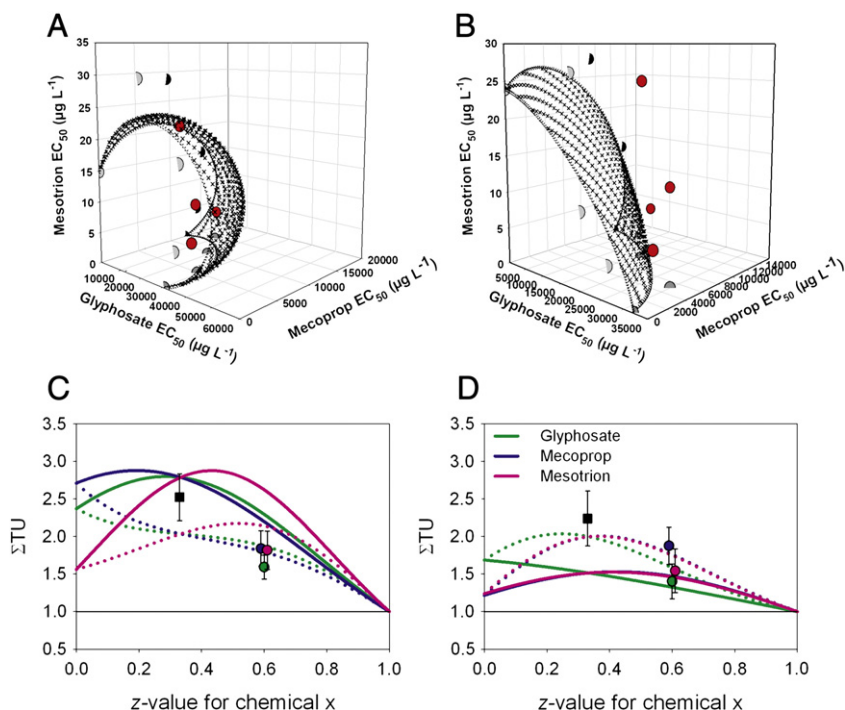 A
B
Mesotrion EC50 (µg L-1)
35
30
25
20
15
10
5
0
10000
20000
30000
40000
50000
60000
Glyphosate EC50 (µg L-1)
0
5000
10000
15000
20000
Mecoprop EC50 (µg L-1)
Mesotrion EC50 (µg L-1)
30
25
20
15
10
5
0
5000
10000
15000
20000
25000
30000
35000
Glyphosate EC50 (µg L-1)
0
2000
4000
6000
8000
10000
12000
14000
Mecoprop EC50 (µg L-1)
C
D
ΣTU
3.5
3.0
2.5
2.0
1.5
1.0
0.5
0.0 0.2 0.4 0.6 0.8 1.0
z-value for chemical x
ΣTU
3.5
3.0
2.5
2.0
1.5
1.0
0.5
Glyphosate
Mecoprop
Mesotrion
0.0 0.2 0.4 0.6 0.8 1.0
z-value for chemical x